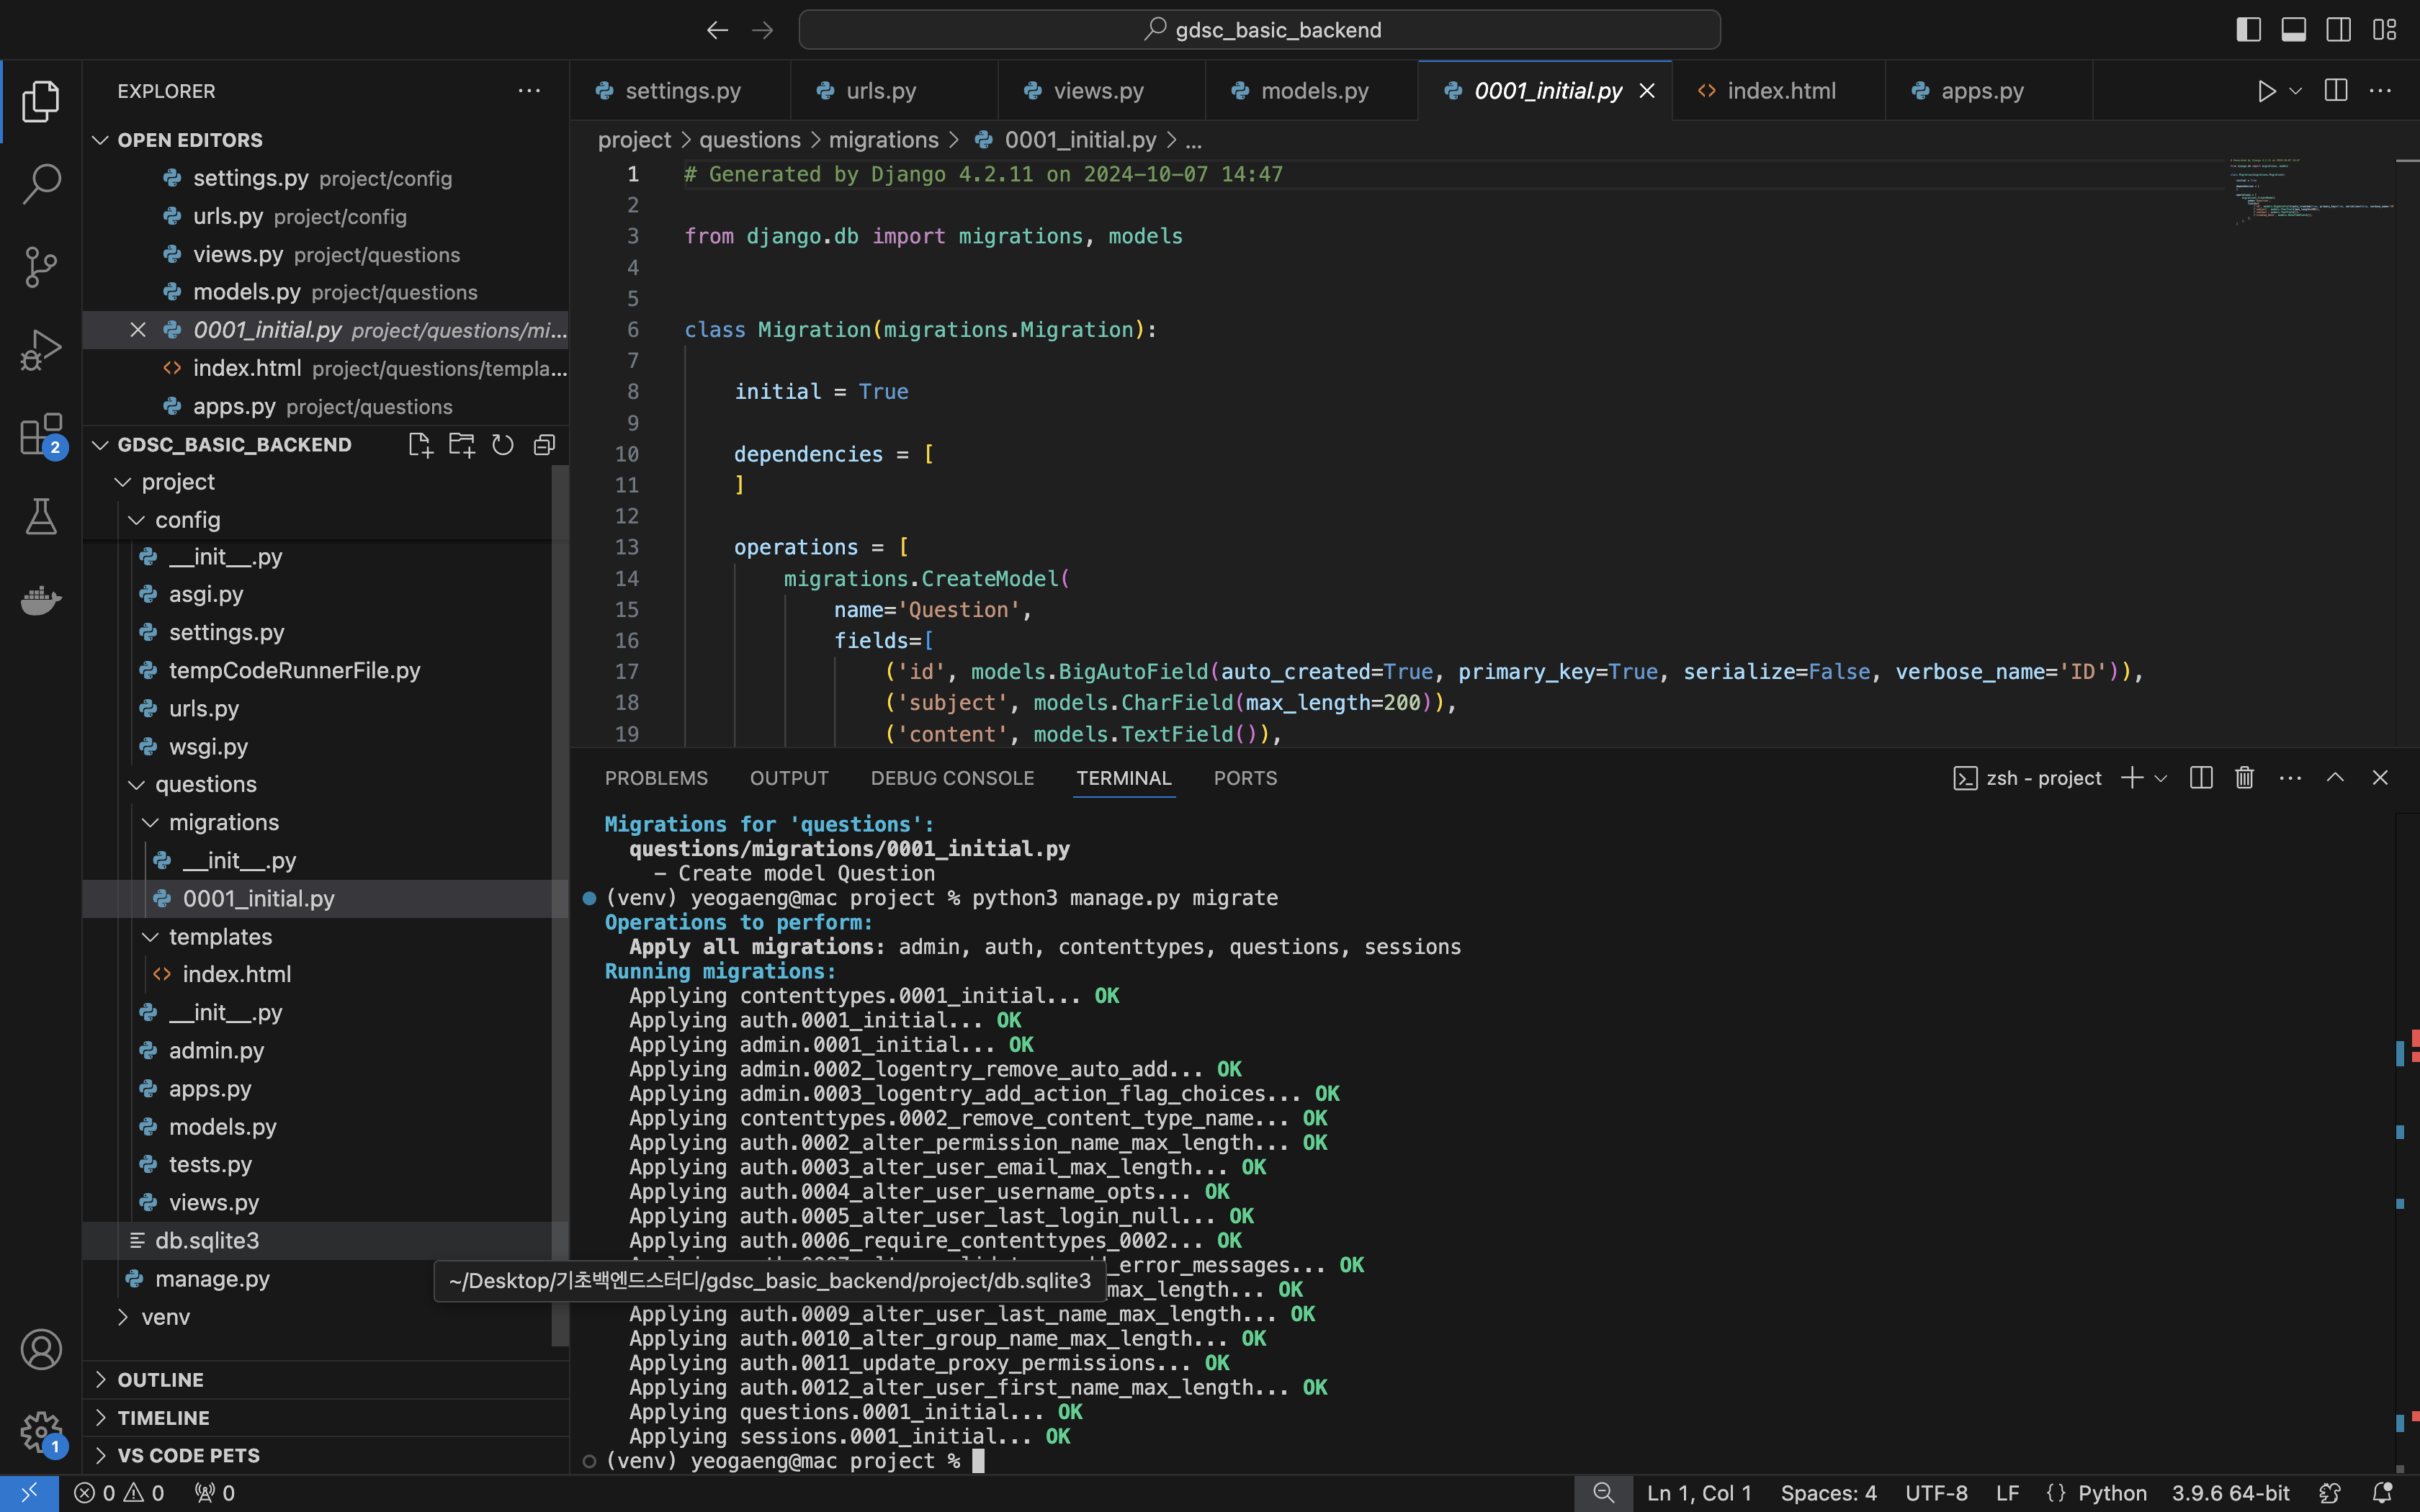 gdsc_basic_backend
EXPLORER
OPEN EDITORS
settings.py project/config
urls.py project/config
views.py project/questions
models.py project/questions
0001_initial.py project/questions/mi...
index.html project/questions/templa...
apps.py project/questions
GDSC_BASIC_BACKEND
project
config
__init__.py
asgi.py
settings.py
tempCodeRunnerFile.py
urls.py
wsgi.py
questions
migrations
__init__.py
0001_initial.py
templates
index.html
__init__.py
admin.py
apps.py
models.py
tests.py
views.py
db.sqlite3
manage.py
venv
OUTLINE
TIMELINE
VS CODE PETS
2
1
settings.py urls.py views.py models.py 0001_initial.py index.html apps.py
project > questions > migrations > 0001_initial.py > ...
1 # Generated by Django 4.2.11 on 2024-10-07 14:47
2
3 from django.db import migrations, models
4
5
6 class Migration(migrations.Migration):
7
8 initial = True
9
10 dependencies = [
11 ]
12
13 operations = [
14 migrations.CreateModel(
15 name='Question',
16 fields=[
17 ('id', models.BigAutoField(auto_created=True, primary_key=True, serialize=False, verbose_name='ID')),
18 ('subject', models.CharField(max_length=200)),
19 ('content', models.TextField()),
PROBLEMS OUTPUT DEBUG CONSOLE TERMINAL PORTS
zsh - project
Migrations for 'questions':
questions/migrations/0001_initial.py
- Create model Question
(venv) yeogaeng@mac project % python3 manage.py migrate
Operations to perform:
Apply all migrations: admin, auth, contenttypes, questions, sessions
Running migrations:
Applying contenttypes.0001_initial... OK
Applying auth.0001_initial... OK
Applying admin.0001_initial... OK
Applying admin.0002_logentry_remove_auto_add... OK
Applying admin.0003_logentry_add_action_flag_choices... OK
Applying contenttypes.0002_remove_content_type_name... OK
Applying auth.0002_alter_permission_name_max_length... OK
Applying auth.0003_alter_user_email_max_length... OK
Applying auth.0004_alter_user_username_opts... OK
Applying auth.0005_alter_user_last_login_null... OK
Applying auth.0006_require_contenttypes_0002... OK
_error_messages... OK
~/Desktop/기초백엔드스터디/gdsc_basic_backend/project/db.sqlite3
max_length... OK
Applying auth.0009_alter_user_last_name_max_length... OK
Applying auth.0010_alter_group_name_max_length... OK
Applying auth.0011_update_proxy_permissions... OK
Applying auth.0012_alter_user_first_name_max_length... OK
Applying questions.0001_initial... OK
Applying sessions.0001_initial... OK
(venv) yeogaeng@mac project %
0 0 0
Ln 1, Col 1 Spaces: 4 UTF-8 LF {} Python 3.9.6 64-bit